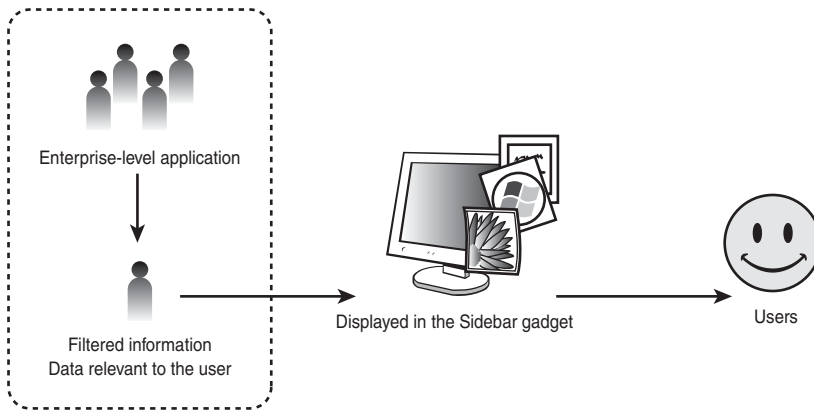 Enterprise-level application
Filtered information
Data relevant to the user
Displayed in the Sidebar gadget
Users